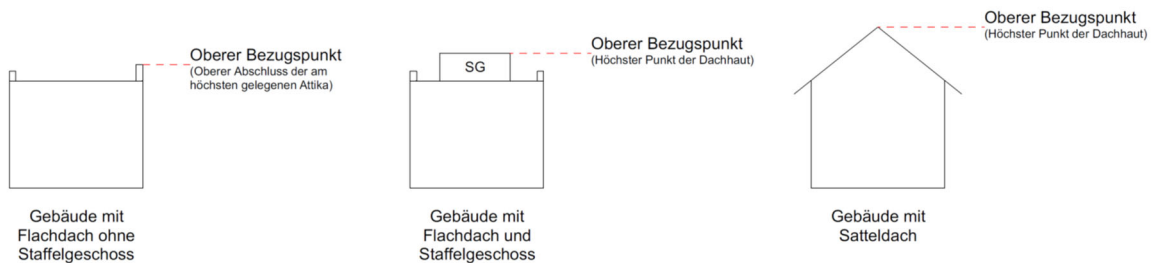 Oberer Bezugspunkt
(Oberer Abschluss der am
höchsten gelegenen Attika)
Gebäude mit
Flachdach ohne
Staffelgeschoss
Oberer Bezugspunkt
(Höchster Punkt der Dachhaut)
SG
Gebäude mit
Flachdach und
Staffelgeschoss
Oberer Bezugspunkt
(Höchster Punkt der Dachhaut)
Gebäude mit
Satteldach